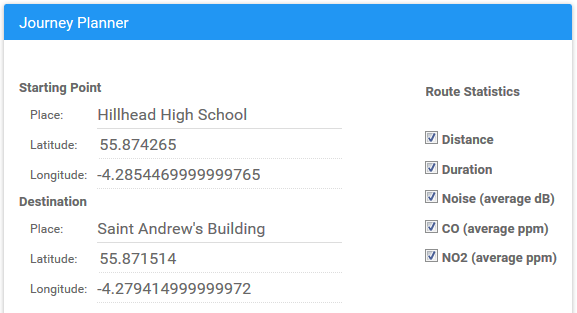 Journey Planner
Starting Point
Place: Hillhead High School
Latitude: 55.874265
Longitude: -4.2854469999999765
Destination
Place: Saint Andrew's Building
Latitude: 55.871514
Longitude: -4.279414999999972
Route Statistics
Distance
Duration
Noise (average dB)
CO (average ppm)
NO2 (average ppm)